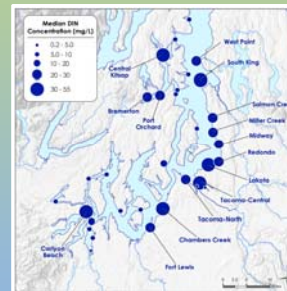 Median DIN
Concentration (mg/L)
0.2 - 5.0
5.0 - 10
10 - 20
20 - 30
30 - 55
West Point
South King
Central
Kitsap
Bremerton
Port
Orchard
Salmon Cre
Miller Creek
Midway
Redondo
Lakota
Tacoma-Central
Tacoma-North
Chambers Creek
Carlyon
Beach
Fort Lewis